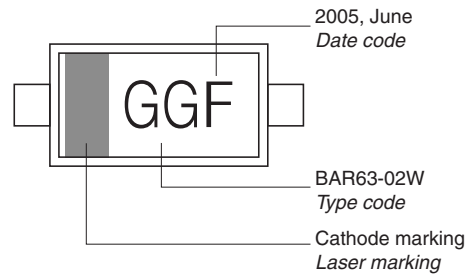 2005, June
Date code
GGF
BAR63-02W
Type code
Cathode marking
Laser marking